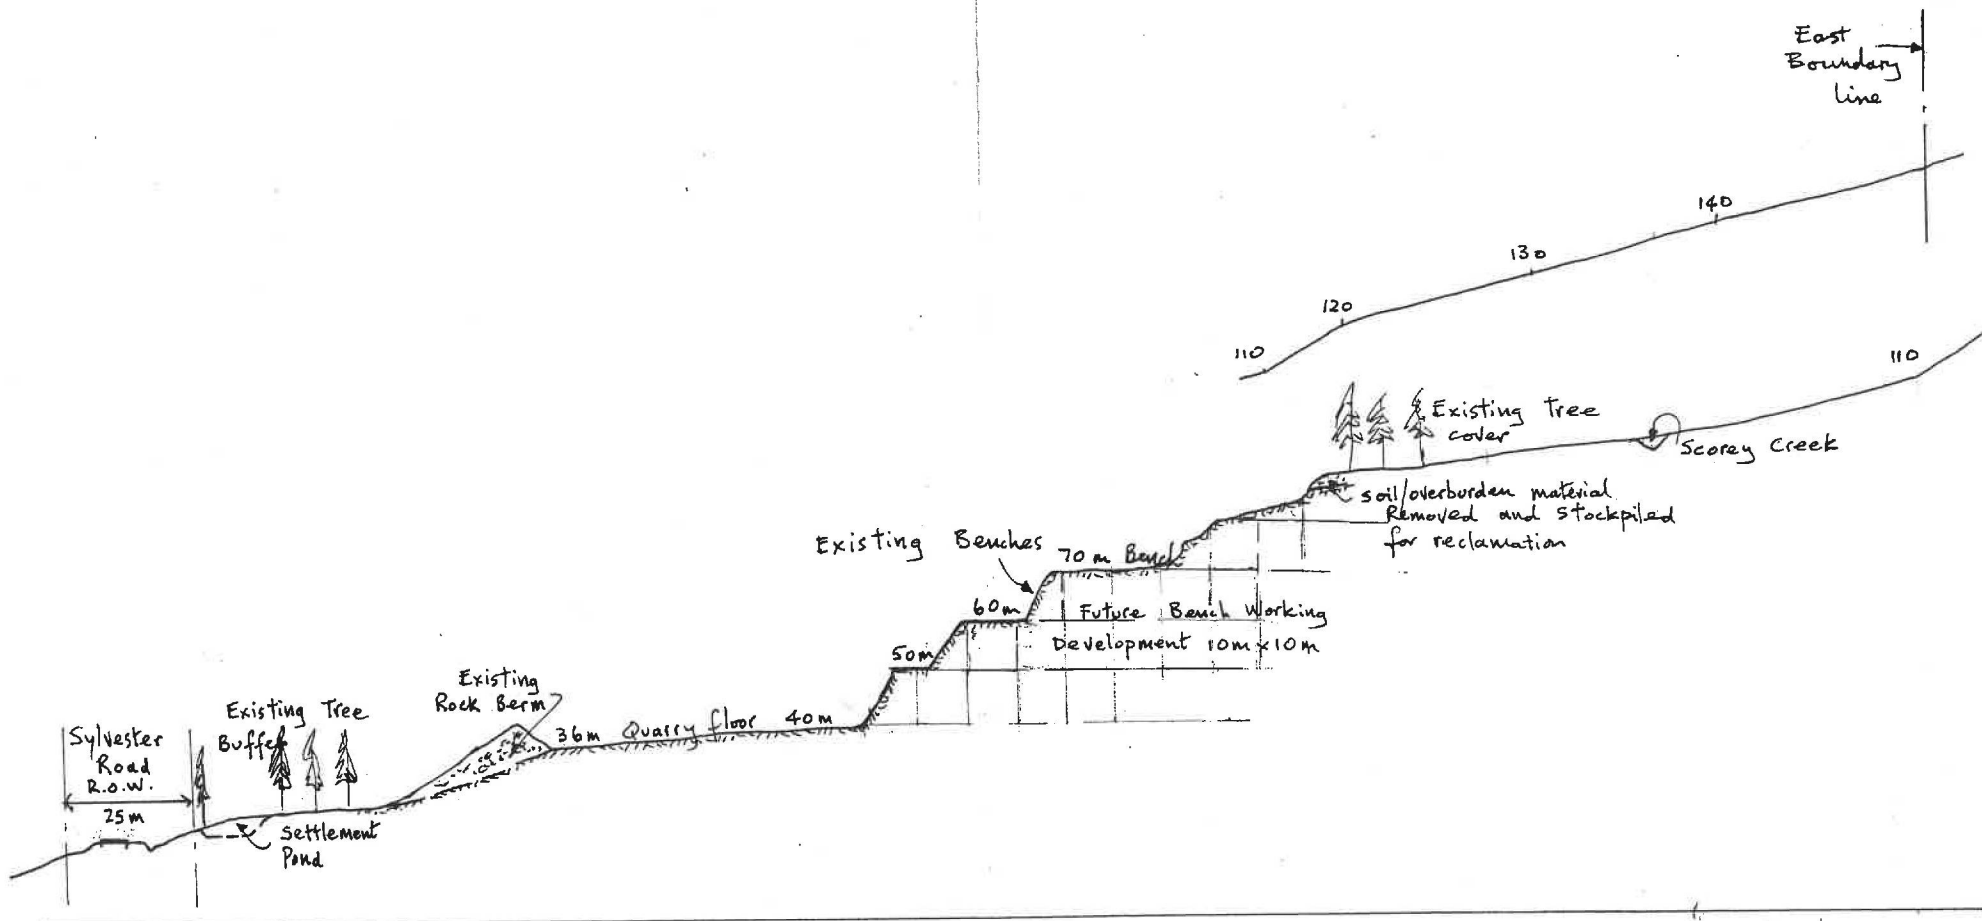 East
Boundary
line
140
130
120
110
110
Existing Tree
cover
Scorey Creek
soil/overburden material
Removed and stockpiled
for reclamation
Existing Benches
70 m Bench
60m
Future Bench Working
Development 10m x 10m
50m
Existing
Rock Berm
36m Quarry floor 40m
Existing Tree
Buffer
Sylvester
Road
R.O.W.
25m
Settlement
Pond